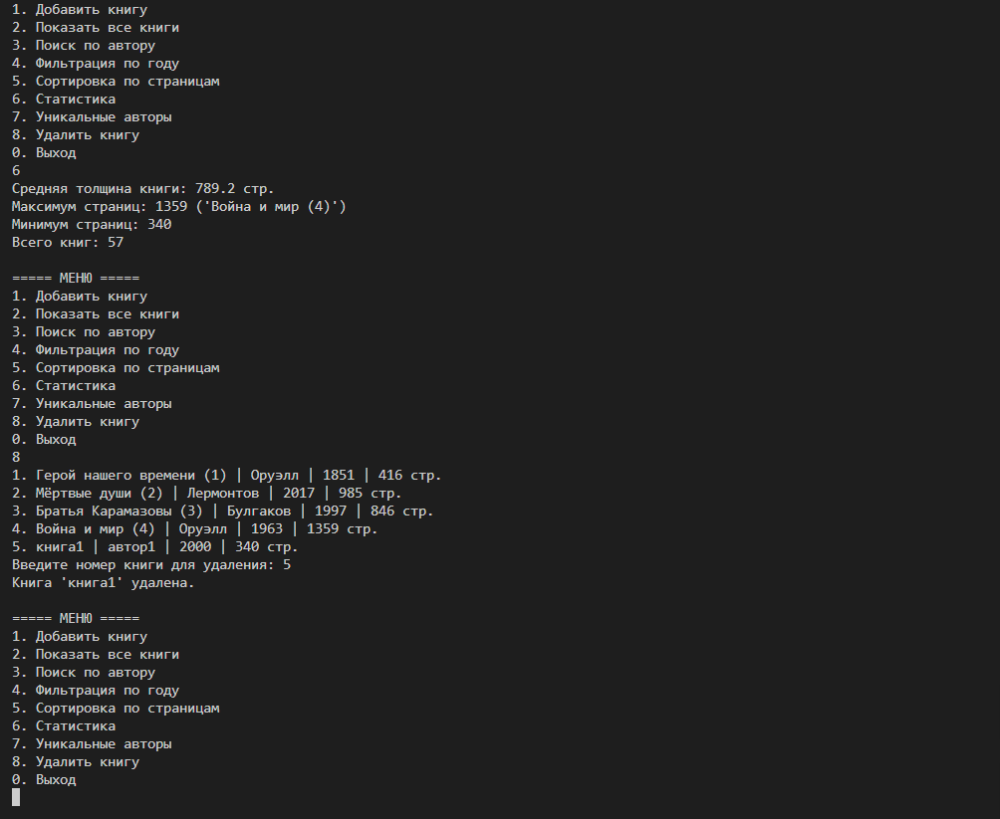 1. Добавить книгу
2. Показать все книги
3. Поиск по автору
4. Фильтрация по году
5. Сортировка по страницам
6. Статистика
7. Уникальные авторы
8. Удалить книгу
0. Выход
6
Средняя толщина книги: 789.2 стр.
Максимум страниц: 1359 ('Война и мир (4)')
Минимум страниц: 340
Всего книг: 57

===== МЕНЮ =====
1. Добавить книгу
2. Показать все книги
3. Поиск по автору
4. Фильтрация по году
5. Сортировка по страницам
6. Статистика
7. Уникальные авторы
8. Удалить книгу
0. Выход
8
1. Герой нашего времени (1) | Оруэлл | 1851 | 416 стр.
2. Мёртвые души (2) | Лермонтов | 2017 | 985 стр.
3. Братья Карамазовы (3) | Булгаков | 1997 | 846 стр.
4. Война и мир (4) | Оруэлл | 1963 | 1359 стр.
5. книга1 | автор1 | 2000 | 340 стр.
Введите номер книги для удаления: 5
Книга 'книга1' удалена.

===== МЕНЮ =====
1. Добавить книгу
2. Показать все книги
3. Поиск по автору
4. Фильтрация по году
5. Сортировка по страницам
6. Статистика
7. Уникальные авторы
8. Удалить книгу
0. Выход